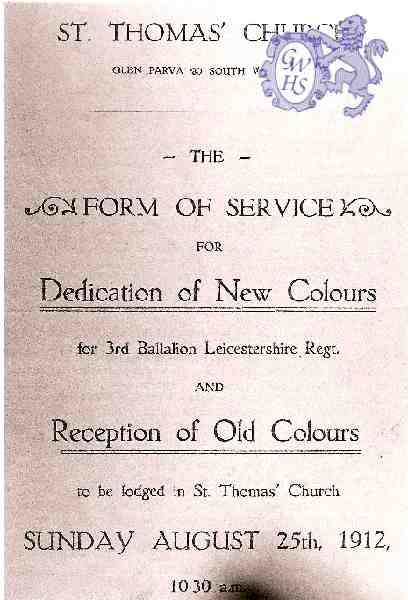 ST. THOMAS' CHURCH
GLEN PARVA & SOUTH
GWHS
– THE –
FORM OF SERVICE
FOR
Dedication of New Colours
for 3rd Battalion Leicestershire Regt.
AND
Reception of Old Colours
to be lodged in St. Thomas' Church
SUNDAY AUGUST 25th, 1912,
10 30 a.m.